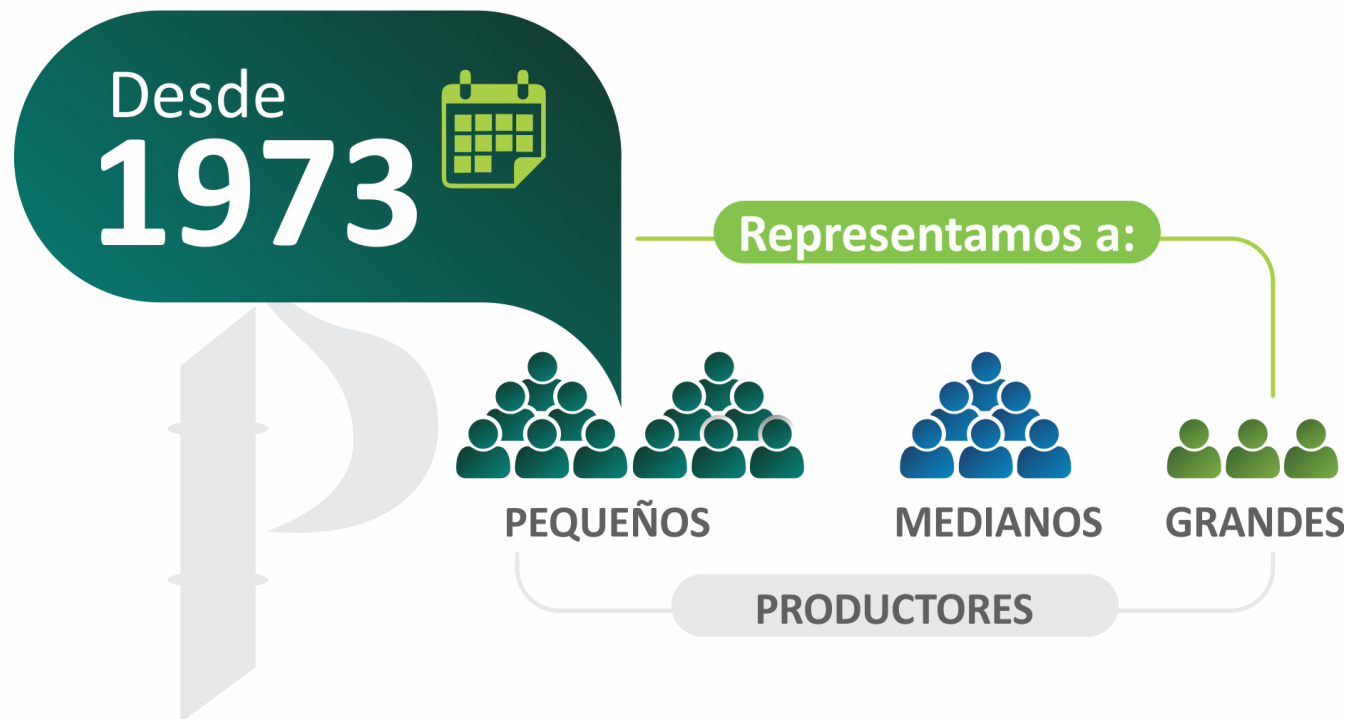 Desde
1973
Representamos a:
PEQUEÑOS
MEDIANOS
GRANDES
PRODUCTORES